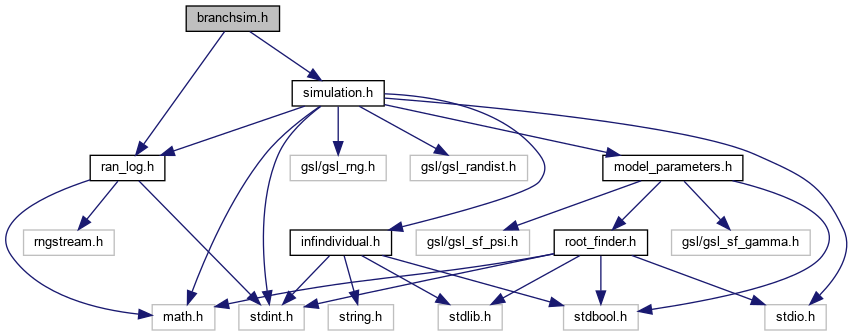 branchsim.h
simulation.h
ran_log.h
gsl/gsl_rng.h
gsl/gsl_randist.h
model_parameters.h
rngstream.h
infindividual.h
gsl/gsl_sf_psi.h
root_finder.h
gsl/gsl_sf_gamma.h
math.h
stdint.h
string.h
stdlib.h
stdbool.h
stdio.h